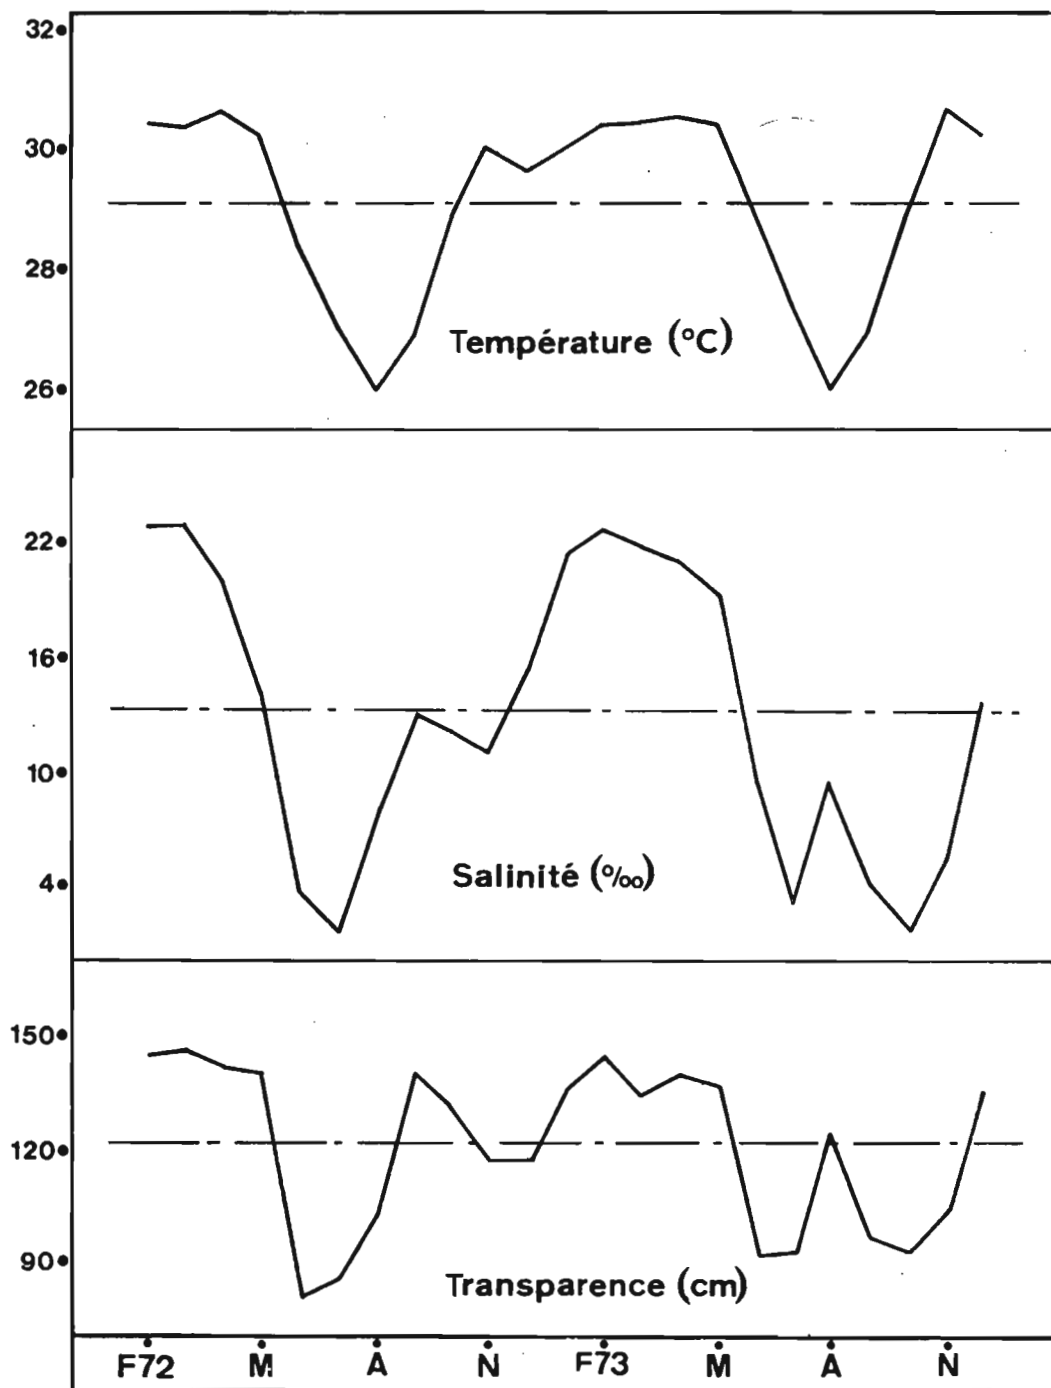 32
30
28
26
Température (°C)
22
16
10
4
Salinité (‰)
150
120
90
Transparence (cm)
F72 M A N F73 M A N